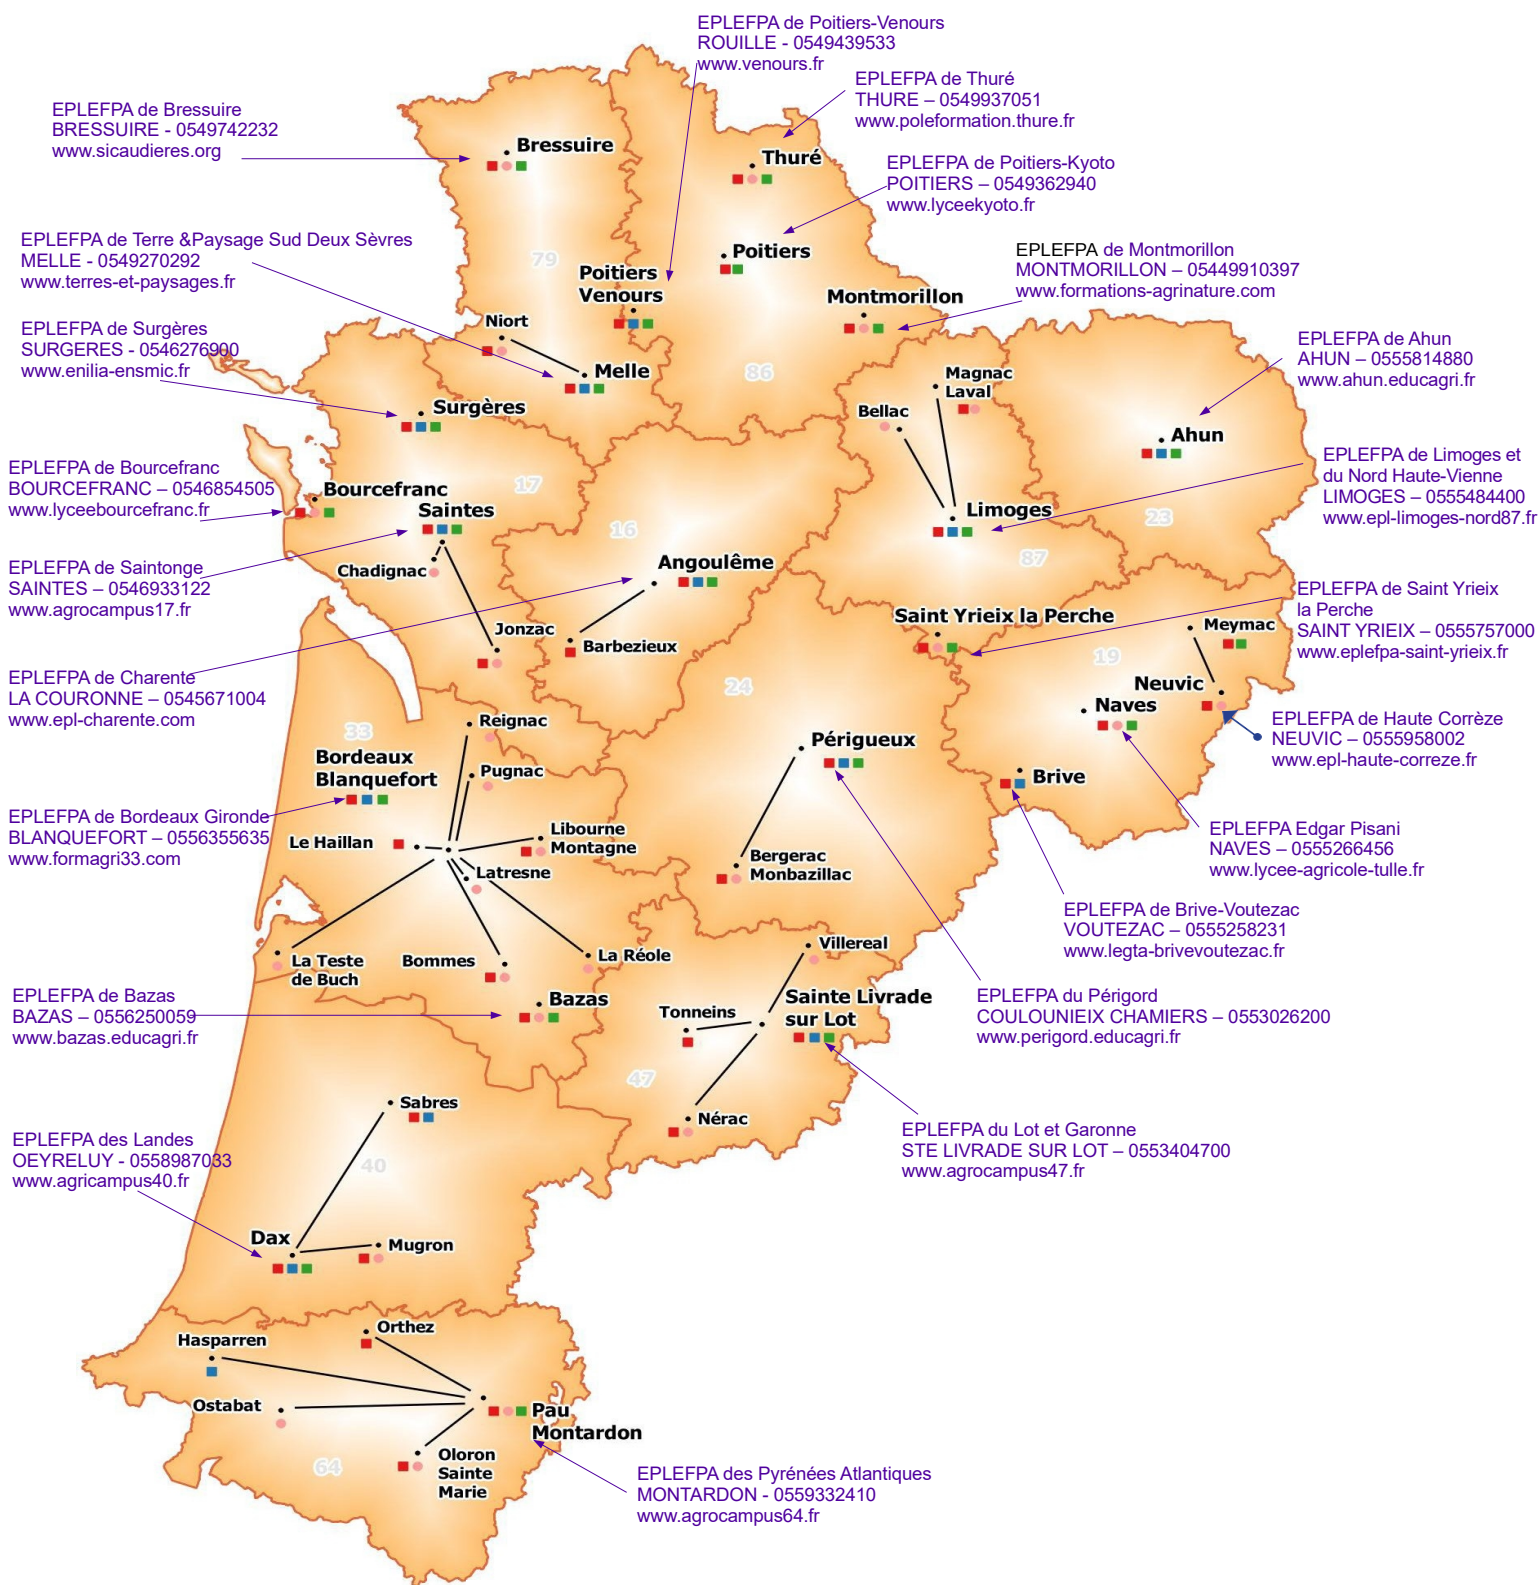 EPLEFPA de Poitiers-Venours
ROUILLE - 0549439533
www.venours.fr
EPLEFPA de Thuré
THURE – 0549937051
www.poleformation.thure.fr
EPLEFPA de Bressuire
BRESSUIRE - 0549742232
www.sicaudieres.org
Bressuire
Thuré
EPLEFPA de Poitiers-Kyoto
POITIERS – 0549362940
www.lyceekyoto.fr
EPLEFPA de Terre &Paysage Sud Deux Sèvres
MELLE - 0549270292
www.terres-et-paysages.fr
79
Poitiers
Poitiers
Venours
EPLEFPA de Montmorillon
MONTMORILLON – 05449910397
www.formations-agrinature.com
Montmorillon
EPLEFPA de Surgères
SURGERES - 0546276900
www.enilia-ensmic.fr
Niort
Melle
86
EPLEFPA de Ahun
AHUN – 0555814880
www.ahun.educagri.fr
Magnac
Laval
Bellac
Surgères
Ahun
EPLEFPA de Bourcefranc
BOURCEFRANC – 0546854505
www.lyceebourcefranc.fr
Bourcefranc
17
Saintes
EPLEFPA de Limoges et
du Nord Haute-Vienne
LIMOGES – 0555484400
www.epl-limoges-nord87.fr
Limoges
23
16
87
EPLEFPA de Saintonge
SAINTES – 0546933122
www.agrocampus17.fr
Chadignac
Angoulême
EPLEFPA de Saint Yrieix
la Perche
SAINT YRIEIX – 0555757000
www.eplefpa-saint-yrieix.fr
Saint Yrieix la Perche
Jonzac
Barbezieux
Meymac
19
EPLEFPA de Charente
LA COURONNE – 0545671004
www.epl-charente.com
24
Neuvic
Naves
EPLEFPA de Haute Corrèze
NEUVIC – 0555958002
www.epl-haute-correze.fr
Reignac
33
Bordeaux
Blanquefort
Pugnac
Périgueux
Brive
EPLEFPA de Bordeaux Gironde
BLANQUEFORT – 0556355635
www.formagri33.com
Le Haillan
Libourne
Montagne
Latresne
Bergerac
Monbazillac
EPLEFPA Edgar Pisani
NAVES – 0555266456
www.lycee-agricole-tulle.fr
EPLEFPA de Brive-Voutezac
VOUTEZAC – 0555258231
www.legta-brivevoutezac.fr
La Teste
de Buch
Bommes
La Réole
Villereal
EPLEFPA de Bazas
BAZAS – 0556250059
www.bazas.educagri.fr
Bazas
Tonneins
Sainte Livrade
sur Lot
EPLEFPA du Périgord
COULOUNIEIX CHAMIERS – 0553026200
www.perigord.educagri.fr
47
Sabres
Nérac
EPLEFPA des Landes
OEYRELUY - 0558987033
www.agricampus40.fr
40
EPLEFPA du Lot et Garonne
STE LIVRADE SUR LOT – 0553404700
www.agrocampus47.fr
Dax
Mugron
Hasparren
Orthez
Ostabat
Pau
Montardon
64
Oloron
Sainte
Marie
EPLEFPA des Pyrénées Atlantiques
MONTARDON - 0559332410
www.agrocampus64.fr